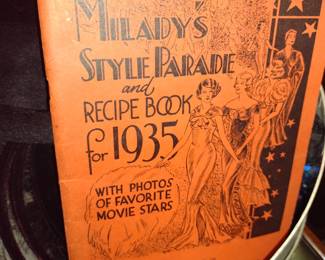 MILADY'S
STYLE PARADE
and
RECIPE BOOK
for 1935
WITH PHOTOS
OF FAVORITE
MOVIE STARS